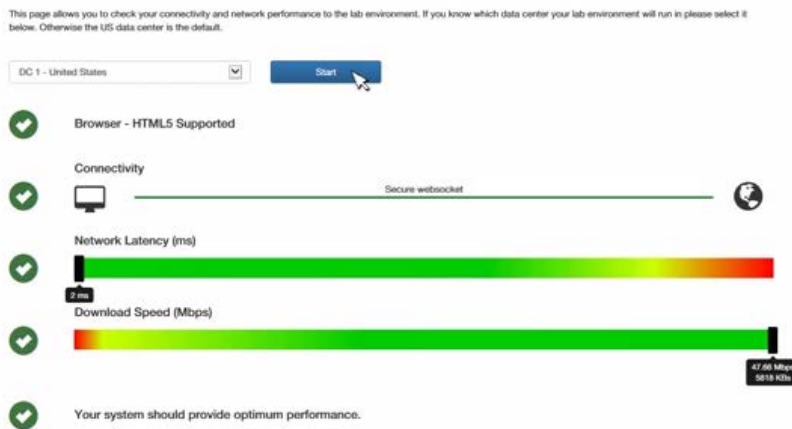 This page allows you to check your connectivity and network performance to the lab environment. If you know which data center your lab environment will run in please select it
below. Otherwise the US data center is the default.
DC 1 - United States
Start
Browser - HTML5 Supported
Connectivity
Secure websocket
Network Latency (ms)
2 ms
Download Speed (Mbps)
47.66 Mbps
5818 KBs
Your system should provide optimum performance.